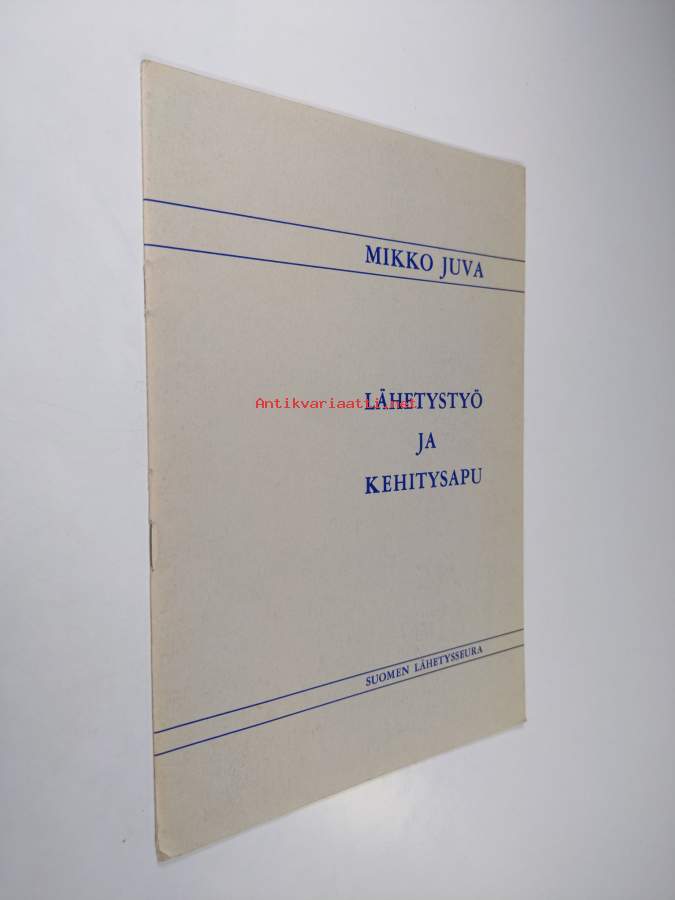 MIKKO JUVA
LÄHETYSTYÖ
Antikvariaatti.net
JA
KEHITYSAPU
SUOMEN LÄHETYSSEURA